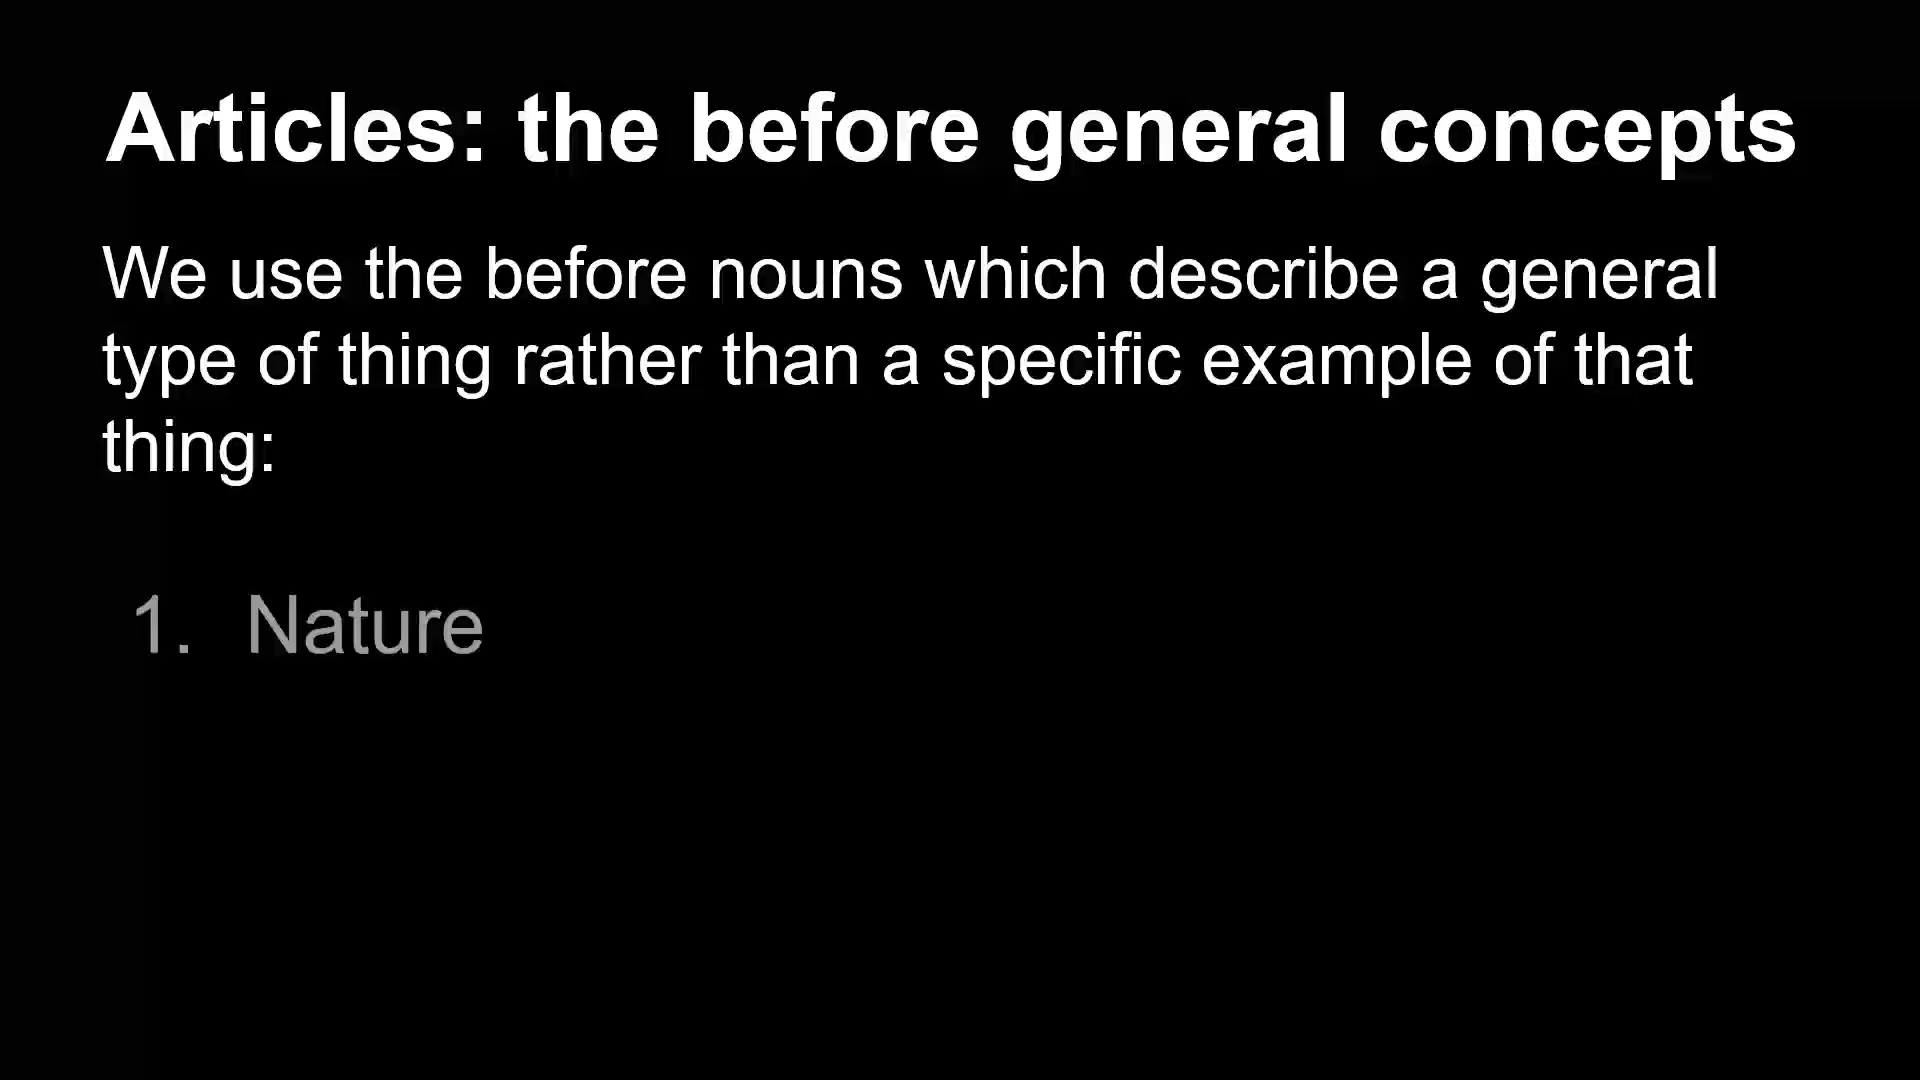 Articles: the before general concepts
We use the before nouns which describe a general
type of thing rather than a specific example of that
thing:
1. Nature